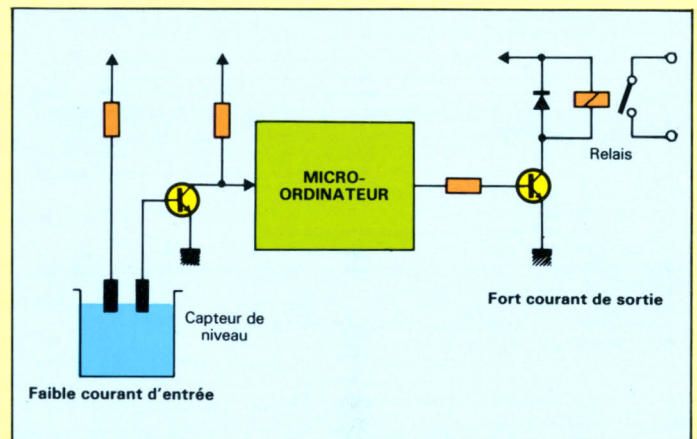 MICRO-
ORDINATEUR
Relais
Fort courant de sortie
Capteur de
niveau
Faible courant d'entrée